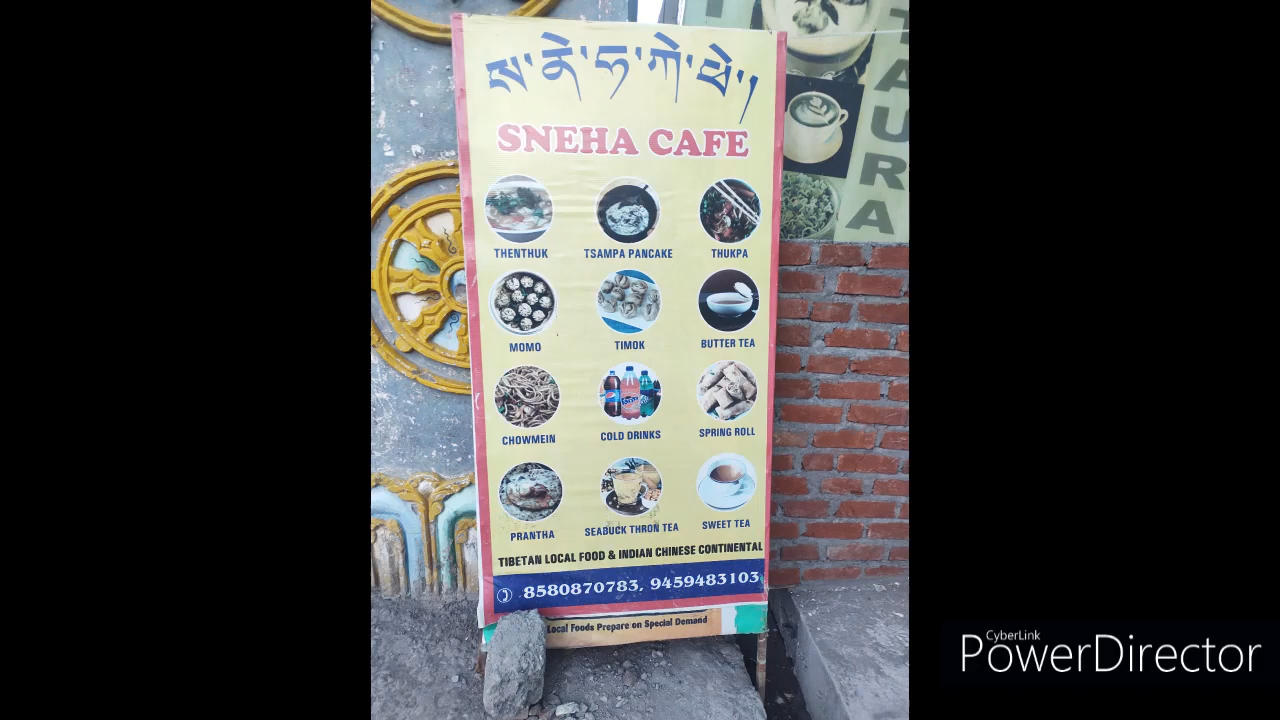 ས་ནེ་ཧ་ཀེ་ཕེ།
SNEHA CAFE
THENTHUK TSAMPA PANCAKE THUKPA
MOMO TIMOK BUTTER TEA
CHOWMEIN COLD DRINKS SPRING ROLL
PRANTHA SEABUCK THRON TEA SWEET TEA
TIBETAN LOCAL FOOD & INDIAN CHINESE CONTINENTAL
8580870783, 9459483103
Local Foods Prepare on Special Demand
TAURA
CyberLink
PowerDirector